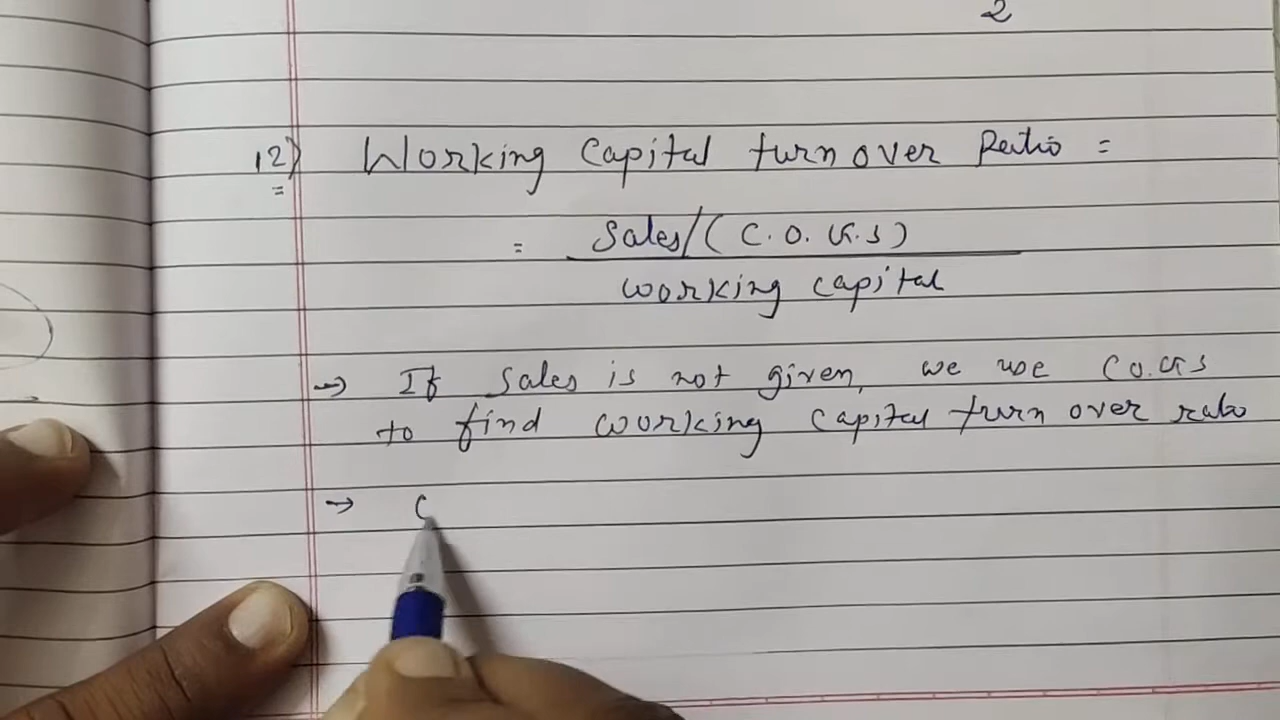 2
12) Working Capital turn over Ratio =
= Sales/(C.O.G.S)
working capital
→ If Sales is not given, we use C.O.G.S
to find working capital turn over ratio
→ C